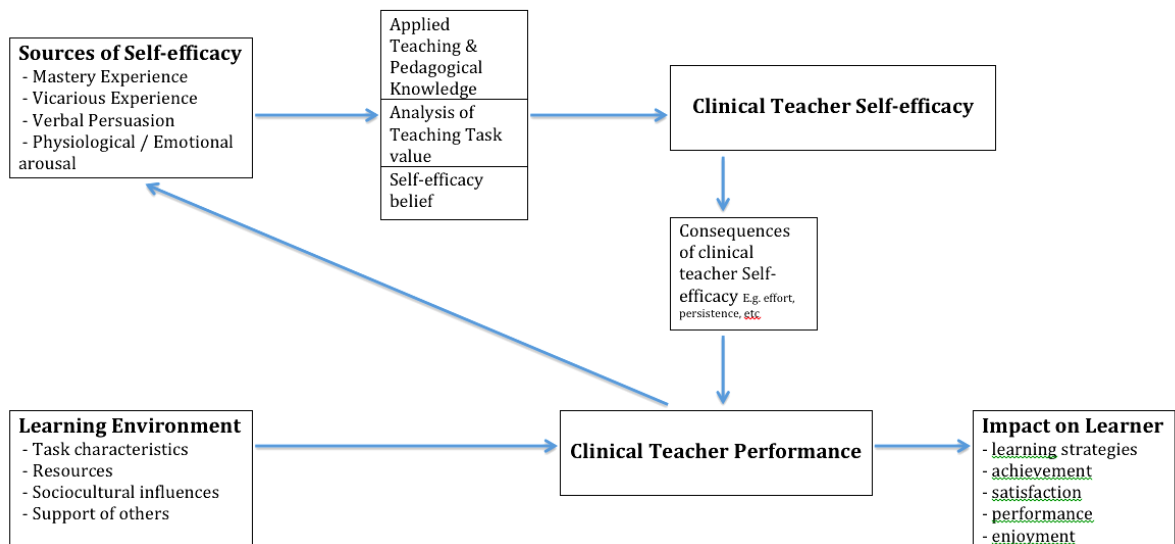 Sources of Self-efficacy
- Mastery Experience
- Vicarious Experience
- Verbal Persuasion
- Physiological / Emotional
arousal
Applied
Teaching &
Pedagogical
Knowledge
Analysis of
Teaching Task
value
Self-efficacy
belief
Clinical Teacher Self-efficacy
Consequences
of clinical
teacher Self-
efficacy E.g. effort,
persistence, etc
Learning Environment
- Task characteristics
- Resources
- Sociocultural influences
- Support of others
Clinical Teacher Performance
Impact on Learner
- learning strategies
- achievement
- satisfaction
- performance
- enjoyment